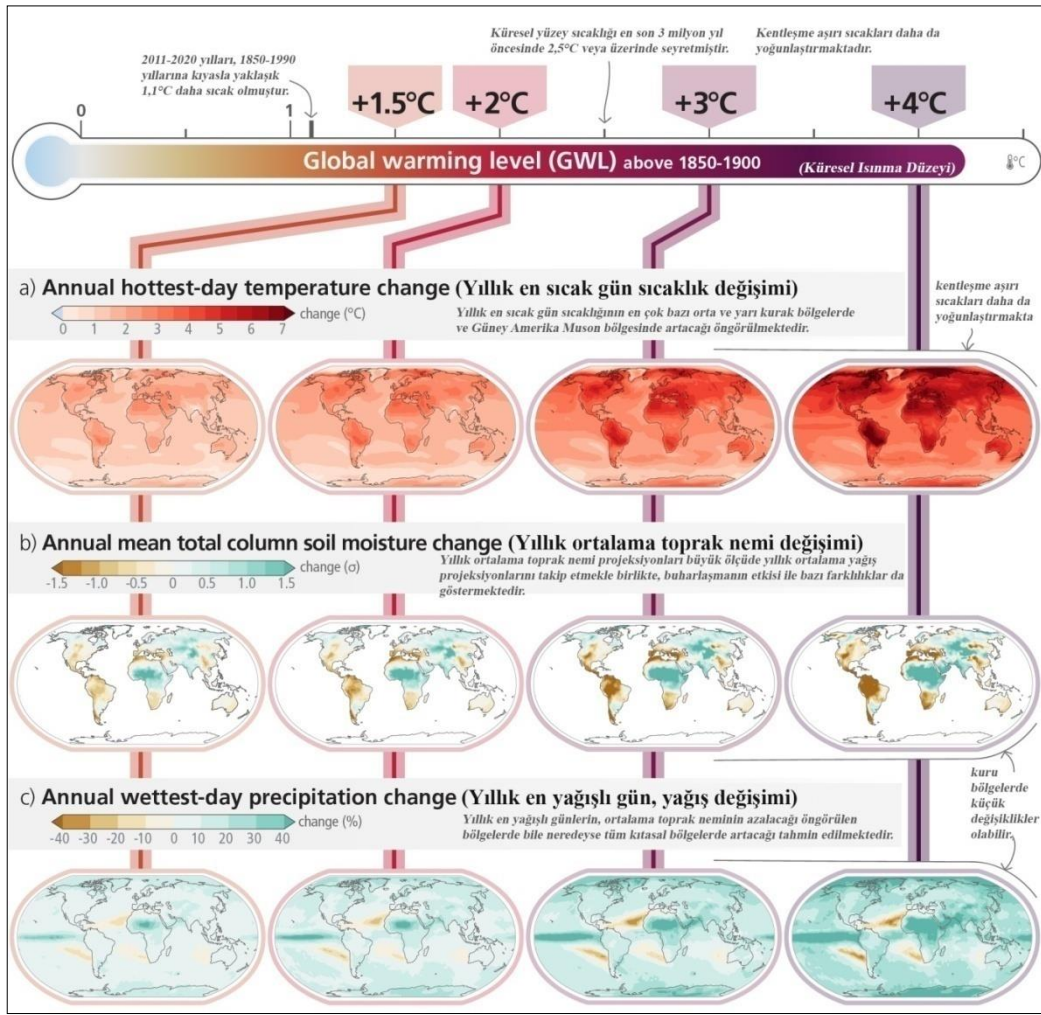 Küresel yüzey sıcaklığı en son 3 milyon yıl
öncesinde 2,5°C veya üzerinde seyretmiştir.
Kentleşme aşırı sıcakları daha da
yoğunlaştırmaktadır.
2011-2020 yılları, 1850-1990
yıllarına kıyasla yaklaşık
1,1°C daha sıcak olmuştur.
+1.5°C +2°C +3°C +4°C
0 1
Global warming level (GWL) above 1850-1900 (Küresel Isınma Düzeyi) °C
a) Annual hottest-day temperature change (Yıllık en sıcak gün sıcaklık değişimi)
change (°C)
0 1 2 3 4 5 6 7
Yıllık en sıcak gün sıcaklığının en çok bazı orta ve yarı kurak bölgelerde
ve Güney Amerika Muson bölgesinde artacağı öngörülmektedir.
kentleşme aşırı
sıcakları daha da
yoğunlaştırmakta
b) Annual mean total column soil moisture change (Yıllık ortalama toprak nemi değişimi)
change (σ)
-1.5 -1.0 -0.5 0 0.5 1.0 1.5
Yıllık ortalama toprak nemi projeksiyonları büyük ölçüde yıllık ortalama yağış
projeksiyonlarını takip etmekle birlikte, buharlaşmanın etkisi ile bazı farklılıklar da
göstermektedir.
c) Annual wettest-day precipitation change (Yıllık en yağışlı gün, yağış değişimi)
change (%)
-40 -30 -20 -10 0 10 20 30 40
Yıllık en yağışlı günlerin, ortalama toprak neminin azalacağı öngörülen
bölgelerde bile neredeyse tüm kıtasal bölgelerde artacağı tahmin edilmektedir.
kuru
bölgelerde
küçük
değişiklikler
olabilir.